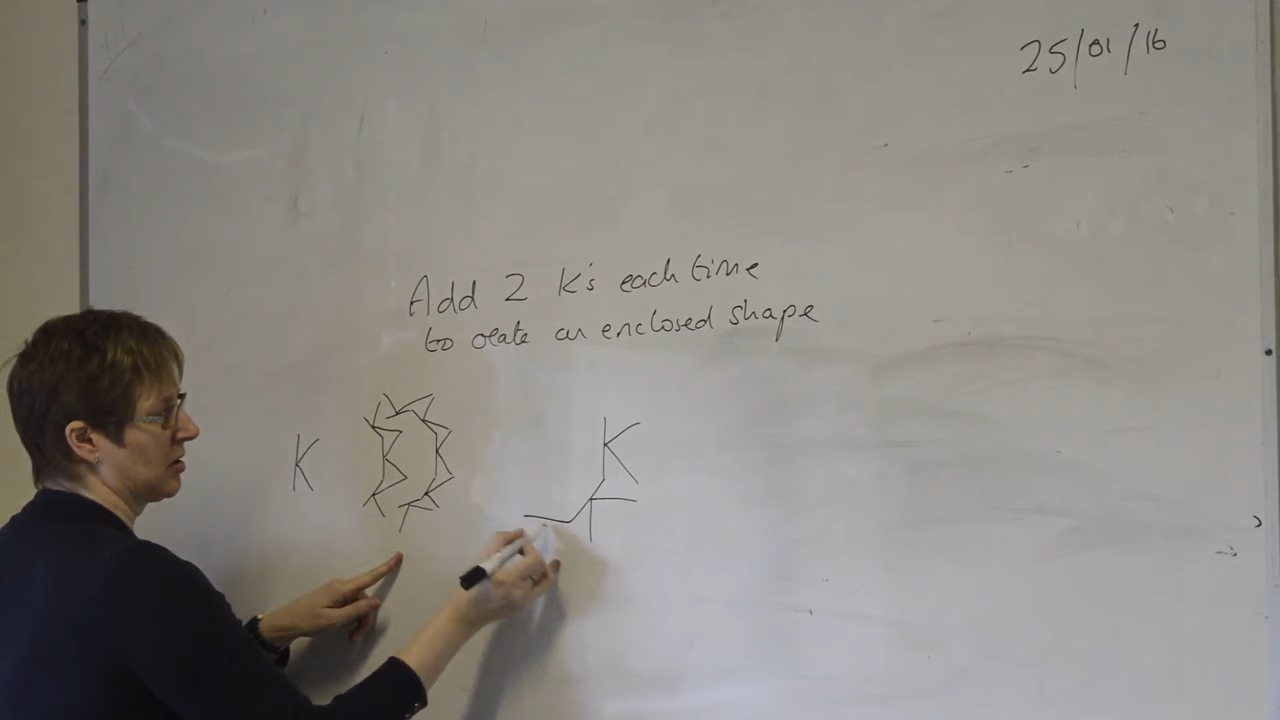 25/01/16
Add 2 K's each time
to create an enclosed shape
K
K